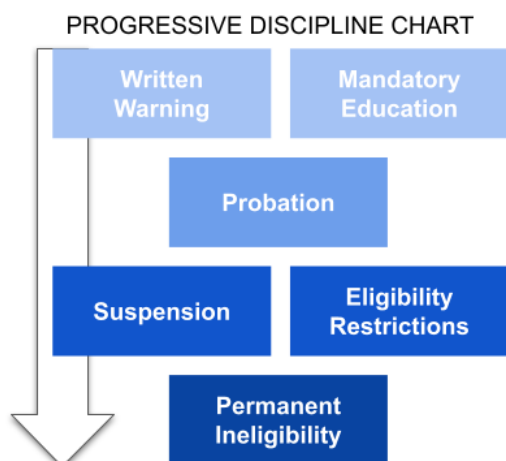 PROGRESSIVE DISCIPLINE CHART
Written
Warning
Mandatory
Education
Probation
Suspension
Eligibility
Restrictions
Permanent
Ineligibility